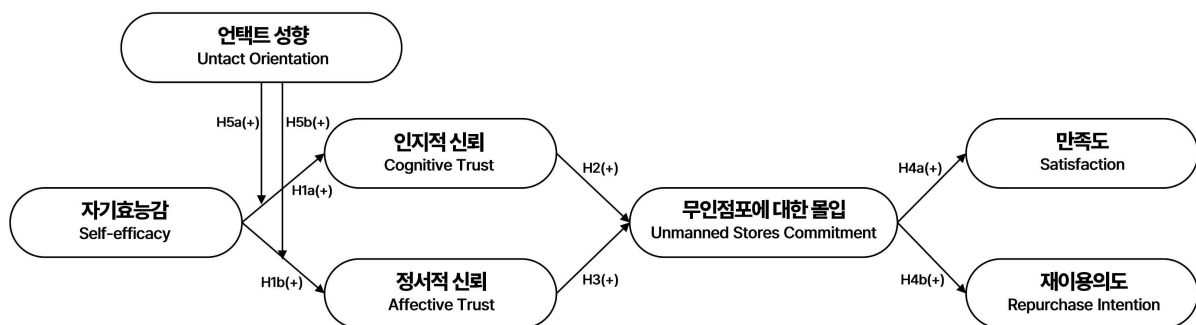 언택트 성향
Untact Orientation
H5a(+)
H5b(+)
인지적 신뢰
Cognitive Trust
만족도
Satisfaction
H1a(+)
H2(+)
H4a(+)
자기효능감
Self-efficacy
무인점포에 대한 몰입
Unmanned Stores Commitment
H1b(+)
정서적 신뢰
Affective Trust
H3(+)
H4b(+)
재이용의도
Repurchase Intention